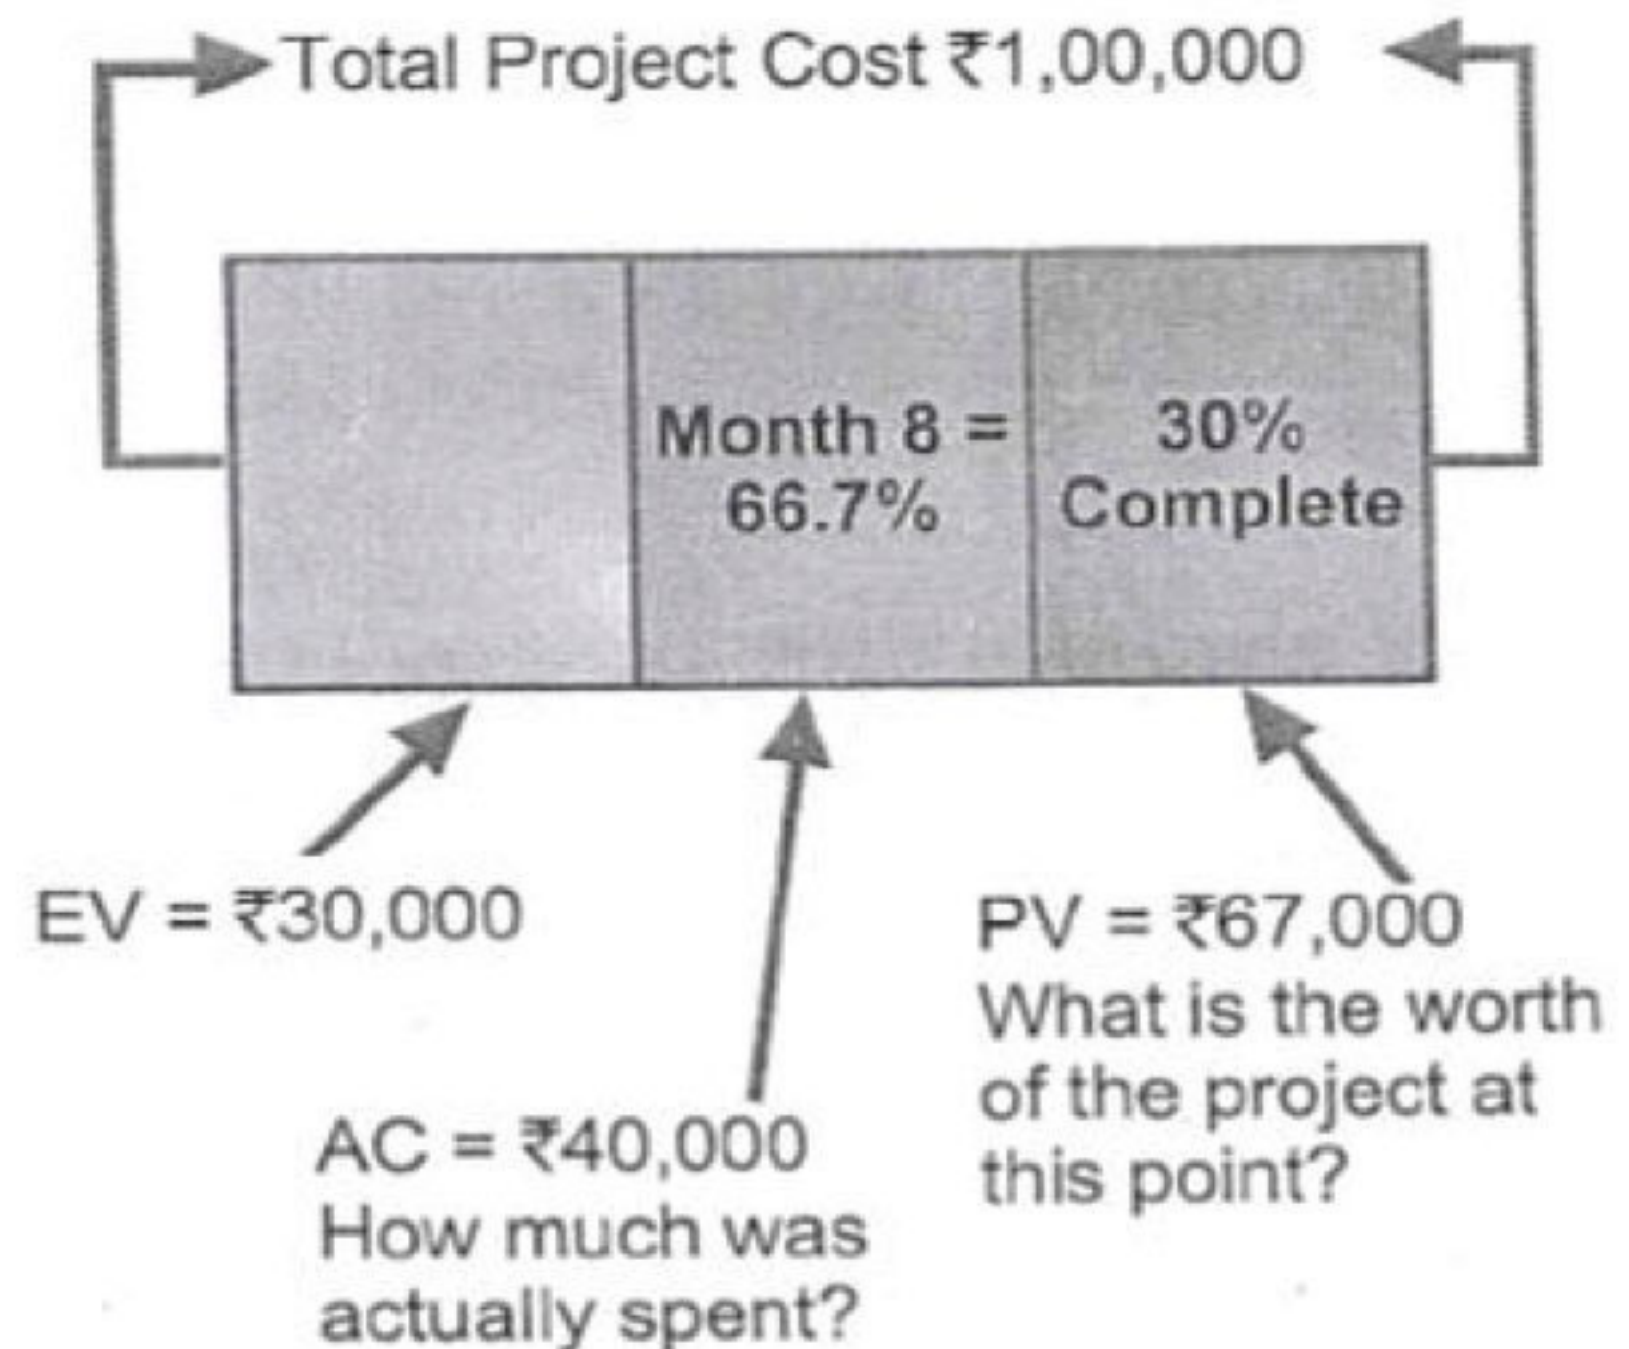 Total Project Cost ₹1,00,000
Month 8 =
66.7%
30%
Complete
EV = ₹30,000
AC = ₹40,000
How much was
actually spent?
PV = ₹67,000
What is the worth
of the project at
this point?